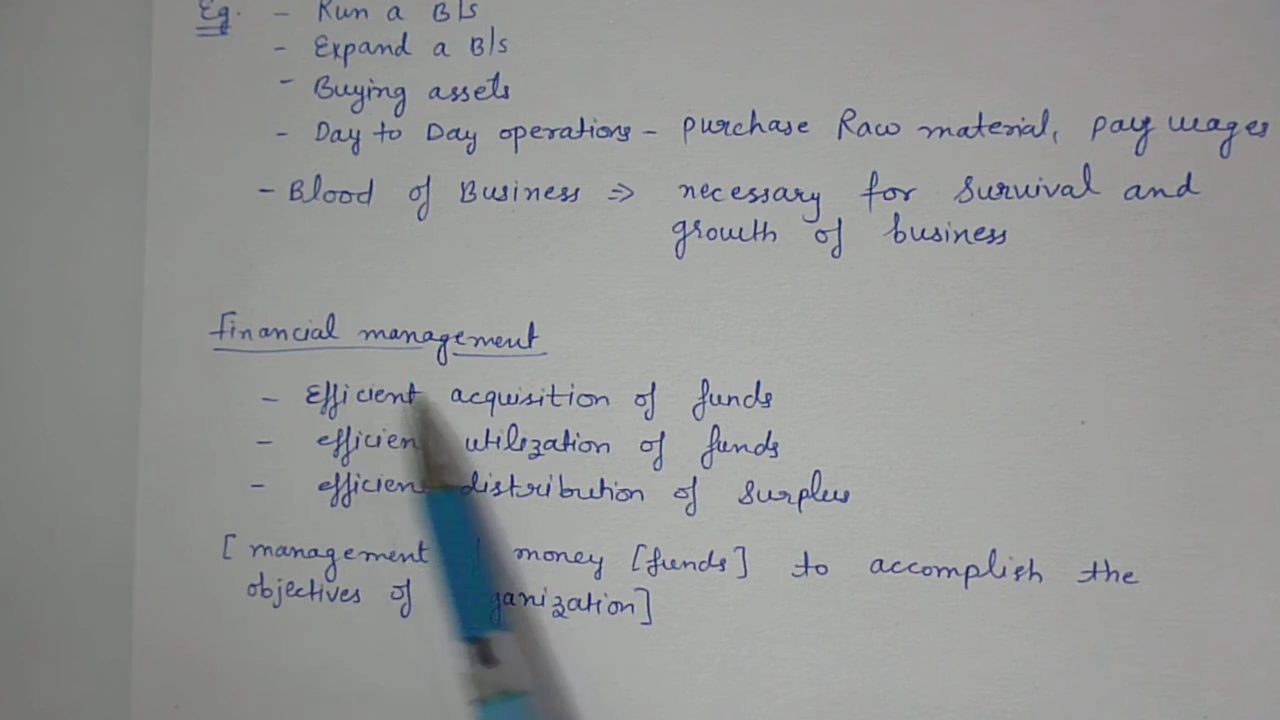 Eg. - Run a B/s
- Expand a B/s
- Buying assets
- Day to Day operations - purchase Raw material, pay wages
- Blood of Business ⇒ necessary for survival and
growth of business
financial management
- Efficient acquisition of funds
- efficient utilization of funds
- efficient distribution of surplus
[management money [funds] to accomplish the
objectives of ganization]